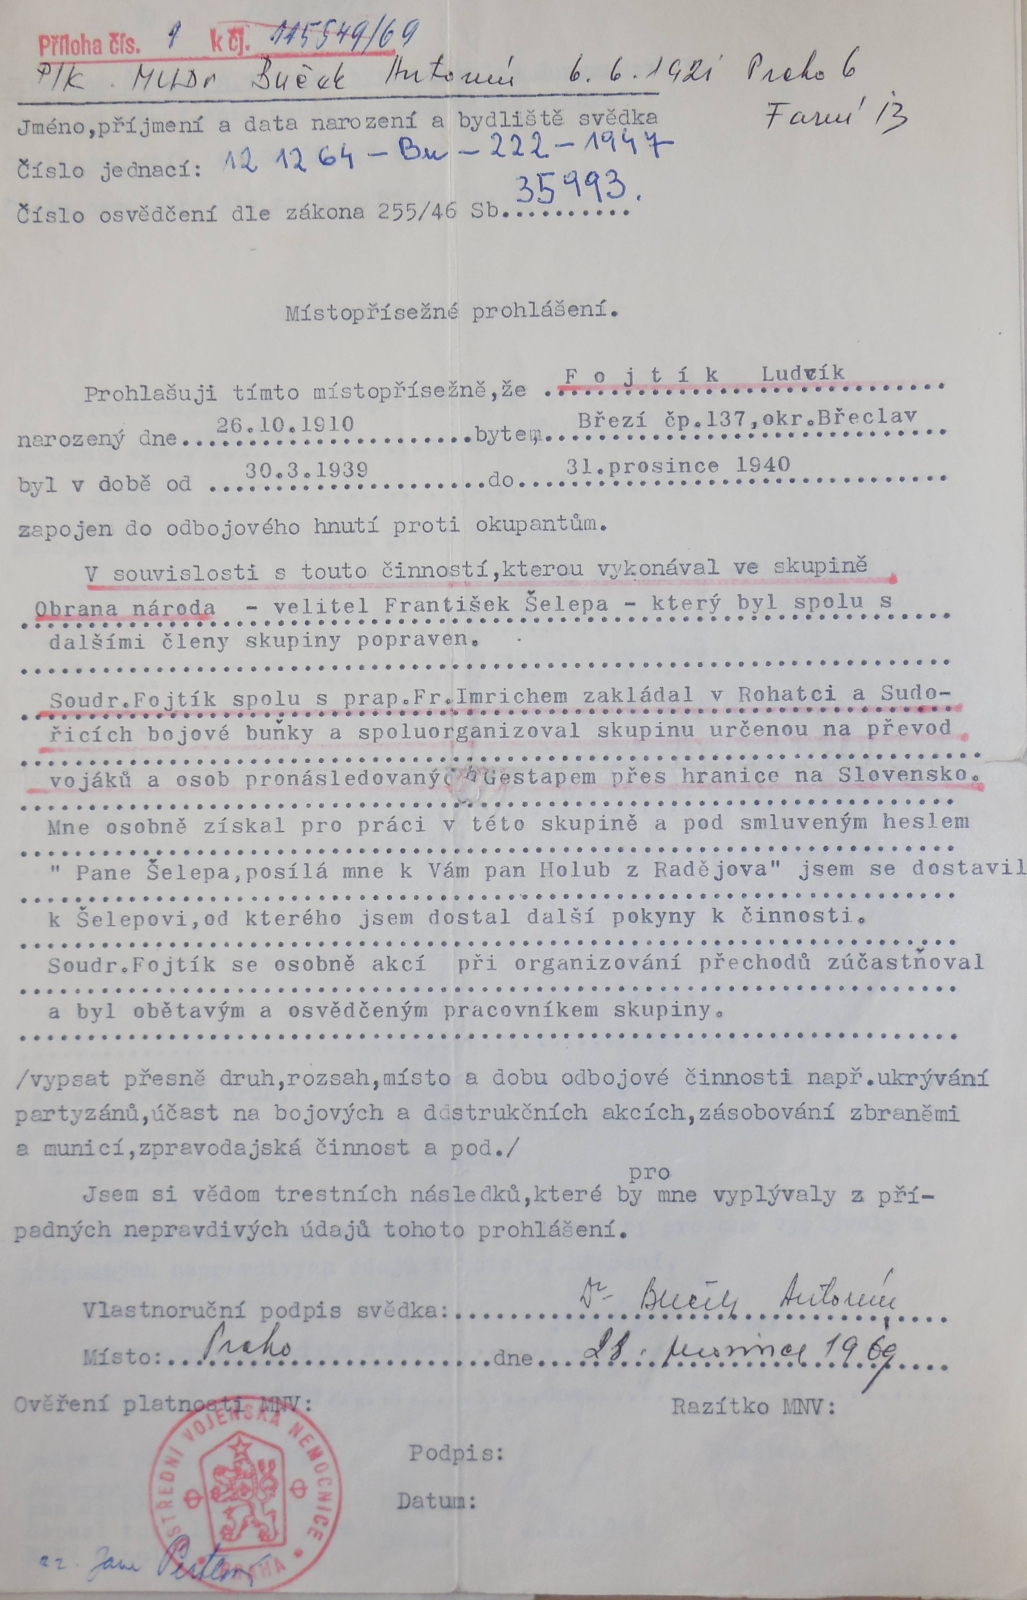 Příloha čís. 1 k čj. 115549/69
Plk. MUDr Buček Antonín 6.6.1921 Praha 6
Jméno,příjmení a data narození a bydliště svědka Farní 13
Číslo jednací: 12 12 64 – Bu – 222 – 1947
Číslo osvědčení dle zákona 255/46 Sb. 35993.
Místopřísežné prohlášení.
Prohlašuji tímto místopřísežně,že F o j t í k Ludvík
narozený dne 26.10.1910 bytem Březí čp.137,okr.Břeclav
byl v době od 30.3.1939 do 31.prosince 1940
zapojen do odbojového hnutí proti okupantům.
V souvislosti s touto činností,kterou vykonával ve skupině
Obrana národa - velitel František Šelepa - který byl spolu s
dalšími členy skupiny popraven.
Soudr.Fojtík spolu s prap.Fr.Imrichem zakládal v Rohatci a Sudo-
řicích bojové buňky a spoluorganizoval skupinu určenou na převod
vojáků a osob pronásledovaných Gestapem přes hranice na Slovensko.
Mne osobně získal pro práci v této skupině a pod smluveným heslem
" Pane Šelepa,posílá mne k Vám pan Holub z Radějova" jsem se dostavil
k Šelepovi,od kterého jsem dostal další pokyny k činnosti.
Soudr.Fojtík se osobně akcí při organizování přechodů zúčastňoval
a byl obětavým a osvědčeným pracovníkem skupiny.
/vypsat přesně druh,rozsah,místo a dobu odbojové činnosti např.ukrývání
partyzánů,účast na bojových a ddstrukčních akcích,zásobování zbraněmi
a municí,zpravodajská činnost a pod./
Jsem si vědom trestních následků,které by pro mne vyplývaly z pří-
padných nepravdivých údajů tohoto prohlášení.
Vlastnoruční podpis svědka: Dr Buček Antonín
Místo: Praha dne 28. prosince 1969
Ověření platnosti MNV: Razítko MNV:
Podpis:
Datum:
STŘEDNÍ VOJENSKÁ NEMOCNICE
PRAHA